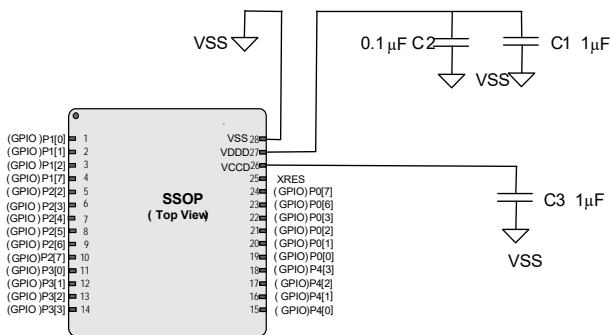 VSS
0.1 µF C2
C1 1µF
VSS
(GPIO )P1[0] 1
(GPIO)P1[1] 2
(GPIO)P1[2] 3
(GPIO)P1[7] 4
(GPIO)P2[2] 5
(GPIO)P2[3] 6
(GPIO)P2[4] 7
(GPIO)P2[5] 8
(GPIO)P2[6] 9
(GPIO)P2[7] 10
(GPIO)P3[0] 11
(GPIO)P3[1] 12
(GPIO)P3[2] 13
(GPIO)P3[3] 14
SSOP
( Top View)
VSS 28
VDDD 27
VCCD 26
25 XRES
24 (GPIO) P0[7]
23 (GPIO) P0[6]
22 (GPIO) P0[3]
21 (GPIO) P0[2]
20 (GPIO) P0[1]
19 (GPIO) P0[0]
18 (GPIO) P4[3]
17 (GPIO)P4[2]
16 (GPIO)P4[1]
15 (GPIO)P4[0]
C3 1µF
VSS